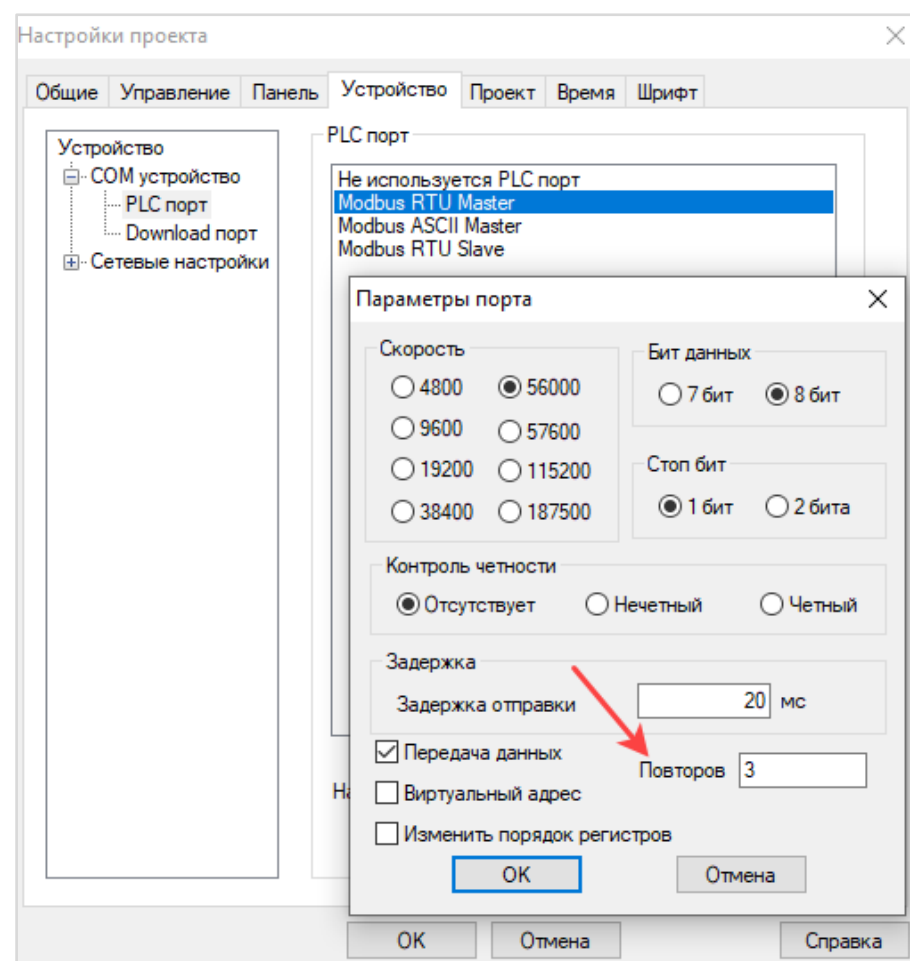 Настройки проекта
Общие Управление Панель Устройство Проект Время Шрифт
Устройство
COM устройство
PLC порт
Download порт
Сетевые настройки
PLC порт
Не используется PLC порт
Modbus RTU Master
Modbus ASCII Master
Modbus RTU Slave
Параметры порта
Скорость
4800 56000
9600 57600
19200 115200
38400 187500
Бит данных
7 бит 8 бит
Стоп бит
1 бит 2 бита
Контроль четности
Отсутствует Нечетный Четный
Задержка
Задержка отправки 20 мс
Передача данных
Повторов 3
Виртуальный адрес
Изменить порядок регистров
OK Отмена
OK Отмена Справка